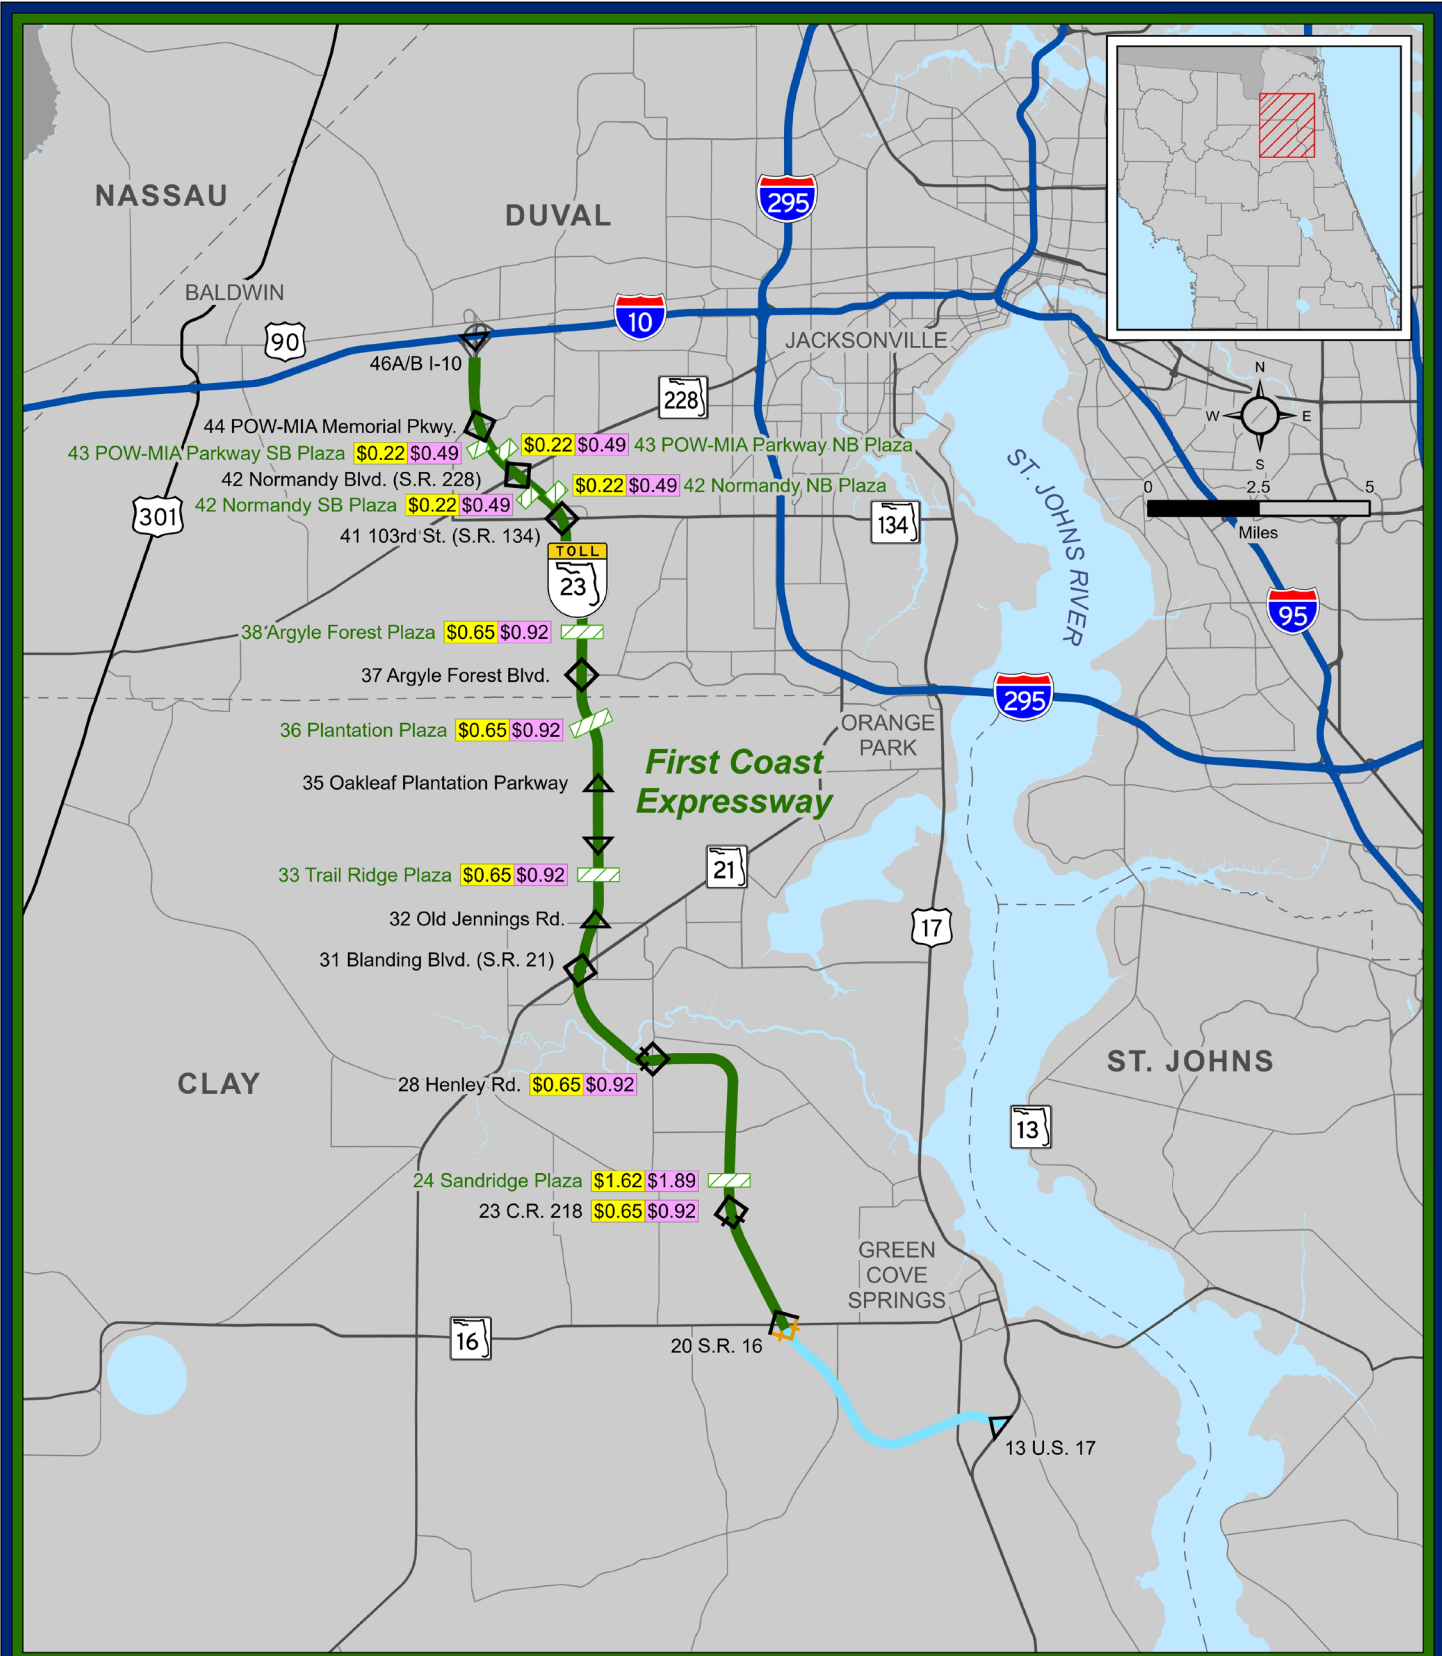 NASSAU
DUVAL
295
BALDWIN
90
10
JACKSONVILLE
46A/B I-10
228
N
W E
S
44 POW-MIA Memorial Pkwy.
43 POW-MIA Parkway SB Plaza $0.22 $0.49
$0.22 $0.49 43 POW-MIA Parkway NB Plaza
42 Normandy Blvd. (S.R. 228)
$0.22 $0.49 42 Normandy NB Plaza
42 Normandy SB Plaza $0.22 $0.49
0 2.5 5
Miles
301
134
41 103rd St. (S.R. 134)
ST. JOHNS RIVER
TOLL
23
95
38 Argyle Forest Plaza $0.65 $0.92
37 Argyle Forest Blvd.
295
36 Plantation Plaza $0.65 $0.92
ORANGE
PARK
First Coast
Expressway
35 Oakleaf Plantation Parkway
21
33 Trail Ridge Plaza $0.65 $0.92
32 Old Jennings Rd.
17
31 Blanding Blvd. (S.R. 21)
CLAY
28 Henley Rd. $0.65 $0.92
ST. JOHNS
13
24 Sandridge Plaza $1.62 $1.89
23 C.R. 218 $0.65 $0.92
GREEN
COVE
SPRINGS
16
20 S.R. 16
13 U.S. 17